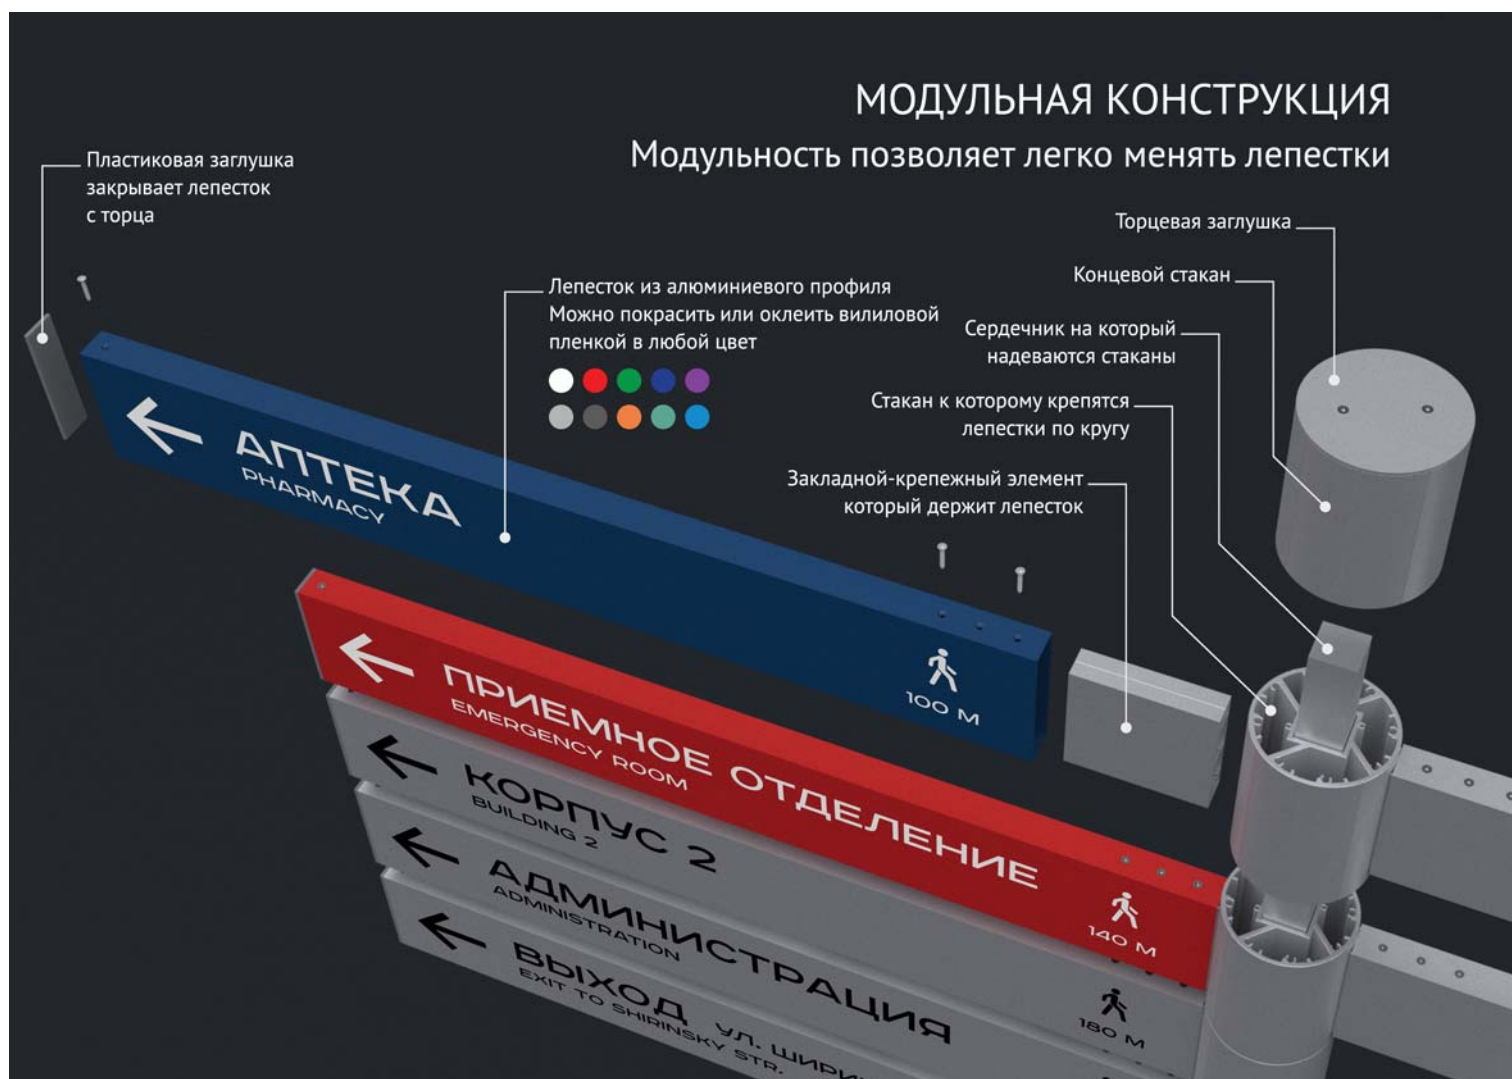 МОДУЛЬНАЯ КОНСТРУКЦИЯ
Модульность позволяет легко менять лепестки
Пластиковая заглушка
закрывает лепесток
с торца
Лепесток из алюминиевого профиля
Можно покрасить или оклеить вилиловой
пленкой в любой цвет
Торцевая заглушка
Концевой стакан
Сердечник на который
надеваются стаканы
Стакан к которому крепятся
лепестки по кругу
Закладной-крепежный элемент
который держит лепесток
АПТЕКА
PHARMACY
100 М
ПРИЕМНОЕ ОТДЕЛЕНИЕ
EMERGENCY ROOM
140 М
КОРПУС 2
BUILDING 2
180 М
АДМИНИСТРАЦИЯ
ADMINISTRATION
ВЫХОД ул.
EXIT TO SHIRINSKY STR.